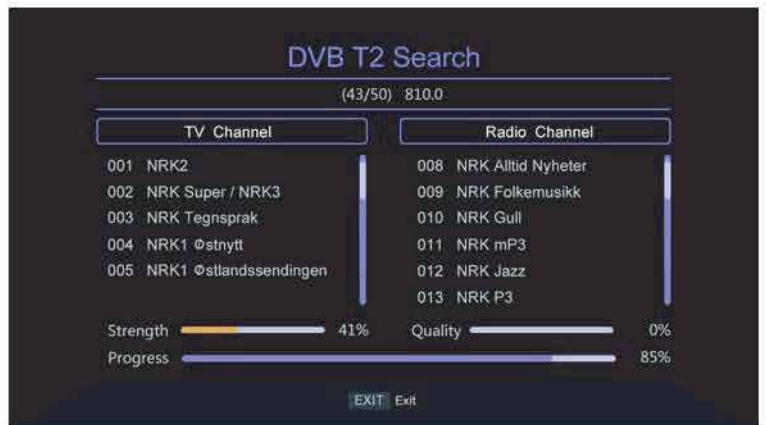 DVB T2 Search
(43/50) 810.0
TV Channel
001 NRK2
002 NRK Super / NRK3
003 NRK Tegnsprak
004 NRK1 Østnytt
005 NRK1 Østlandssendingen
Radio Channel
008 NRK Alltid Nyheter
009 NRK Folkemusikk
010 NRK Gull
011 NRK mP3
012 NRK Jazz
013 NRK P3
Strength 41% Quality 0%
Progress 85%
EXIT Exit